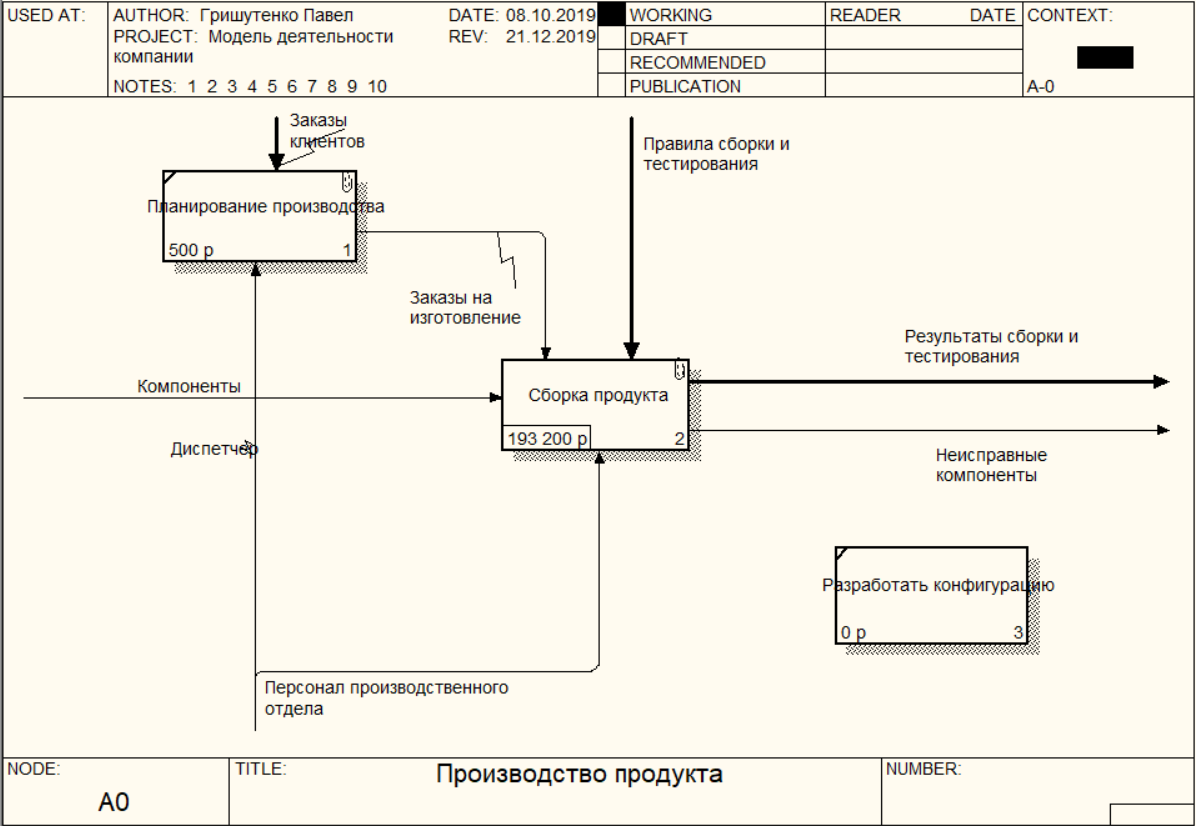 USED AT:
AUTHOR: Гришутенко Павел
DATE: 08.10.2019
PROJECT: Модель деятельности
компании
REV: 21.12.2019
NOTES: 1 2 3 4 5 6 7 8 9 10
WORKING
DRAFT
RECOMMENDED
PUBLICATION
READER DATE
CONTEXT:
A-0
Заказы
клиентов
Правила сборки и
тестирования
Планирование производства
500 р 1
Заказы на
изготовление
Результаты сборки и
тестирования
Компоненты
Сборка продукта
193 200 р 2
Диспетчер
Неисправные
компоненты
Разработать конфигурацию
0 р 3
Персонал производственного
отдела
NODE:
A0
TITLE:
Производство продукта
NUMBER: